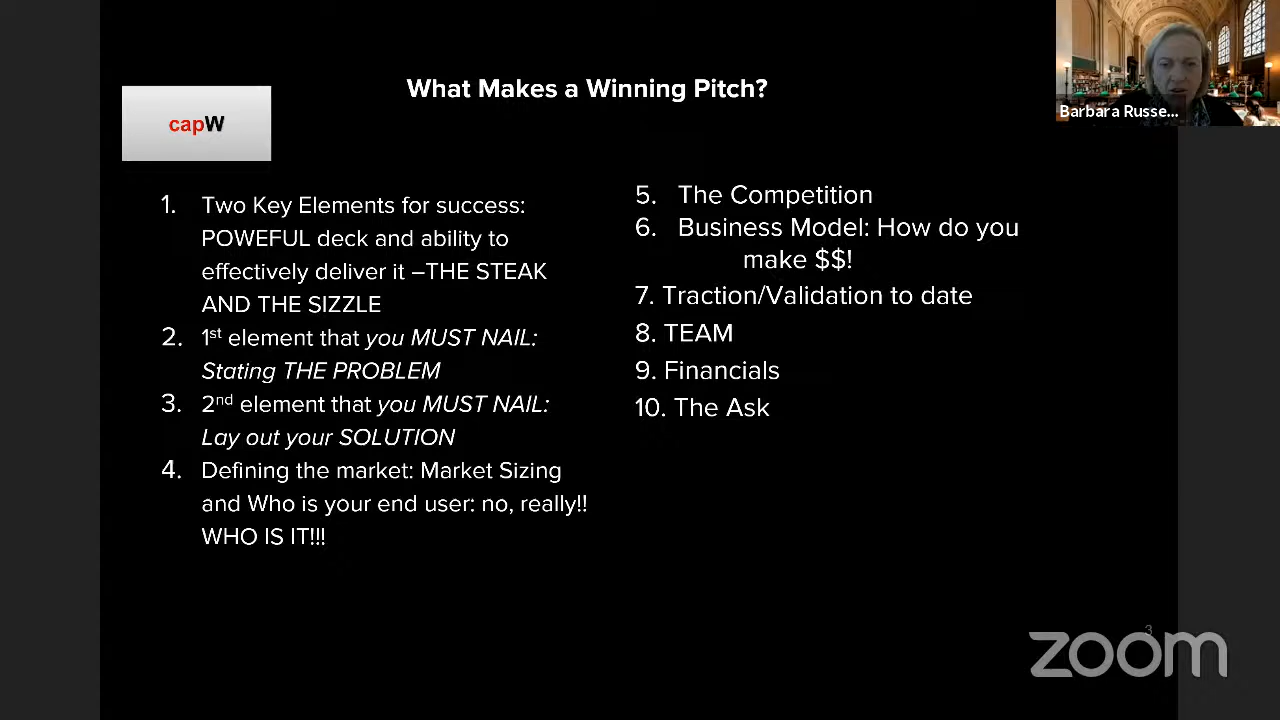 What Makes a Winning Pitch?
capW
Barbara Russe...
1. Two Key Elements for success:
POWEFUL deck and ability to
effectively deliver it –THE STEAK
AND THE SIZZLE
2. 1st element that you MUST NAIL:
Stating THE PROBLEM
3. 2nd element that you MUST NAIL:
Lay out your SOLUTION
4. Defining the market: Market Sizing
and Who is your end user: no, really!!
WHO IS IT!!!
5. The Competition
6. Business Model: How do you
make $$!
7. Traction/Validation to date
8. TEAM
9. Financials
10. The Ask
3
zoom